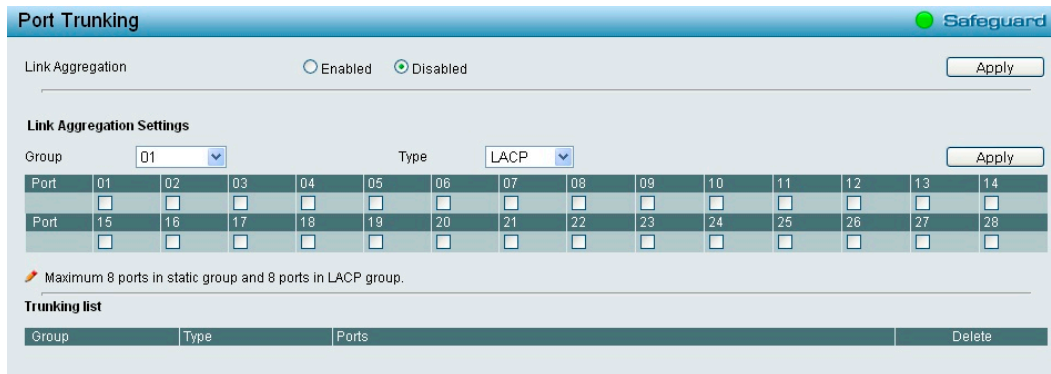 Port Trunking Safeguard
Link Aggregation Enabled Disabled Apply
Link Aggregation Settings
Group 01 Type LACP Apply
Port 01 02 03 04 05 06 07 08 09 10 11 12 13 14
Port 15 16 17 18 19 20 21 22 23 24 25 26 27 28
Maximum 8 ports in static group and 8 ports in LACP group.
Trunking list
Group Type Ports Delete